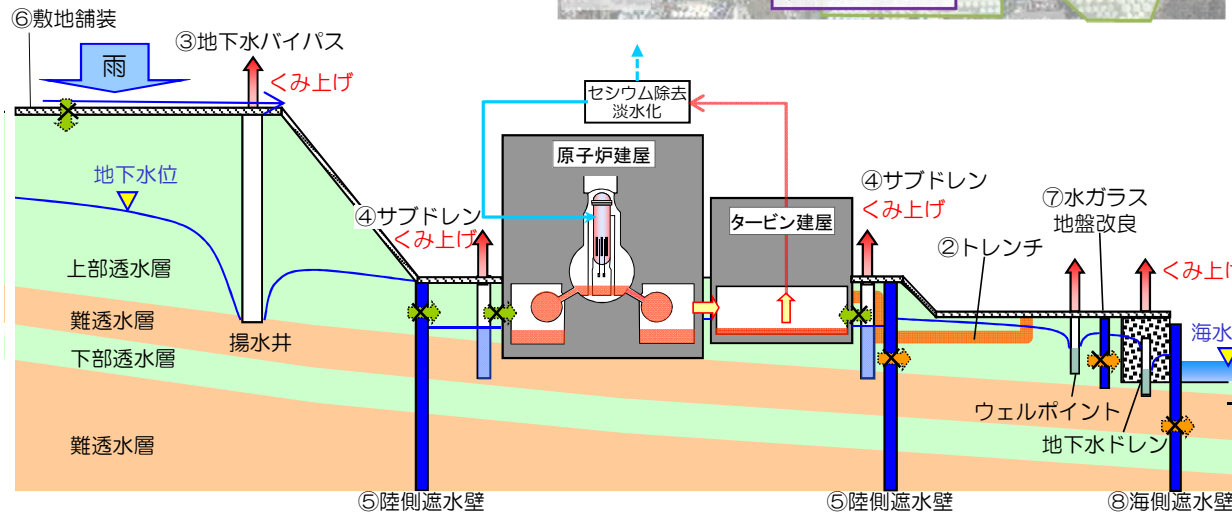 ⑥敷地舗装
③地下水バイパス
雨
くみ上げ
セシウム除去
淡水化
原子炉建屋
地下水位
④サブドレン
くみ上げ
タービン建屋
④サブドレン
くみ上げ
⑦水ガラス
地盤改良
②トレンチ
くみ上げ
上部透水層
難透水層
揚水井
下部透水層
海水
ウェルポイント
地下水ドレン
難透水層
⑤陸側遮水壁
⑤陸側遮水壁
⑧海側遮水壁